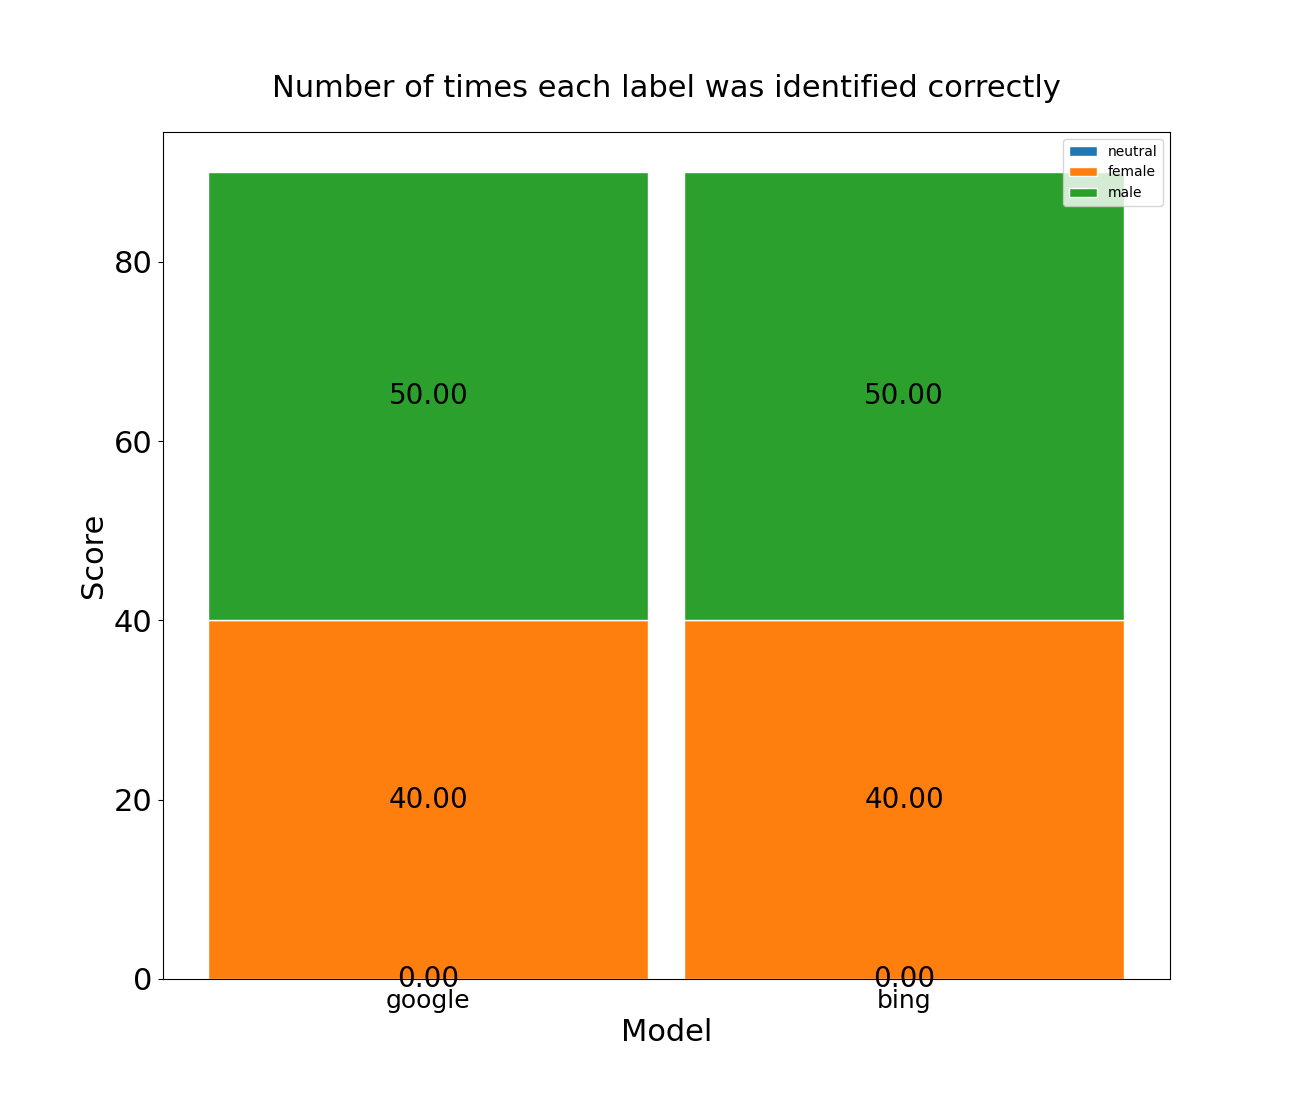 Number of times each label was identified correctly
neutral
female
male
80
60
40
20
0
Score
50.00
50.00
40.00
40.00
0.00
0.00
google
bing
Model